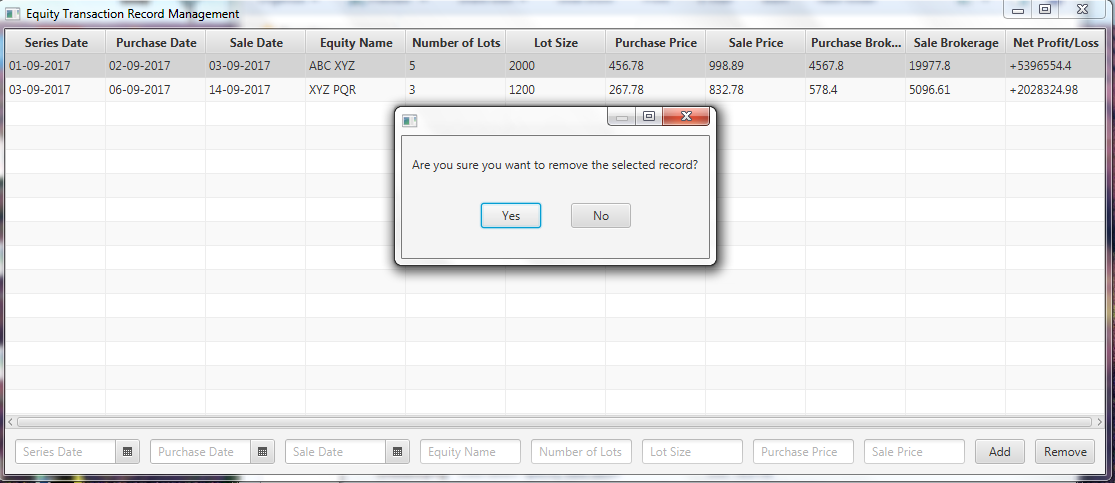 Equity Transaction Record Management
Series Date Purchase Date Sale Date Equity Name Number of Lots Lot Size Purchase Price Sale Price Purchase Brok... Sale Brokerage Net Profit/Loss
01-09-2017 02-09-2017 03-09-2017 ABC XYZ 5 2000 456.78 998.89 4567.8 19977.8 +5396554.4
03-09-2017 06-09-2017 14-09-2017 XYZ PQR 3 1200 267.78 832.78 578.4 5096.61 +2028324.98
Are you sure you want to remove the selected record?
Yes No
Series Date Purchase Date Sale Date Equity Name Number of Lots Lot Size Purchase Price Sale Price Add Remove